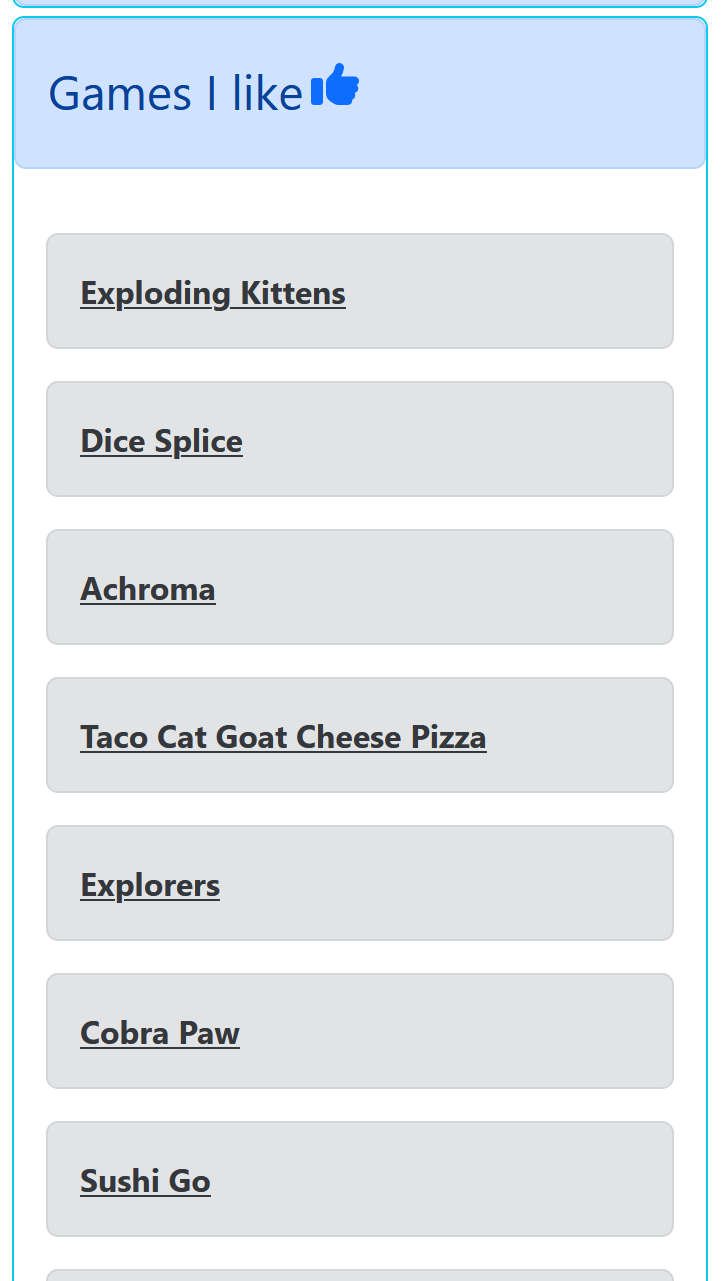 Games I like
Exploding Kittens
Dice Splice
Achroma
Taco Cat Goat Cheese Pizza
Explorers
Cobra Paw
Sushi Go